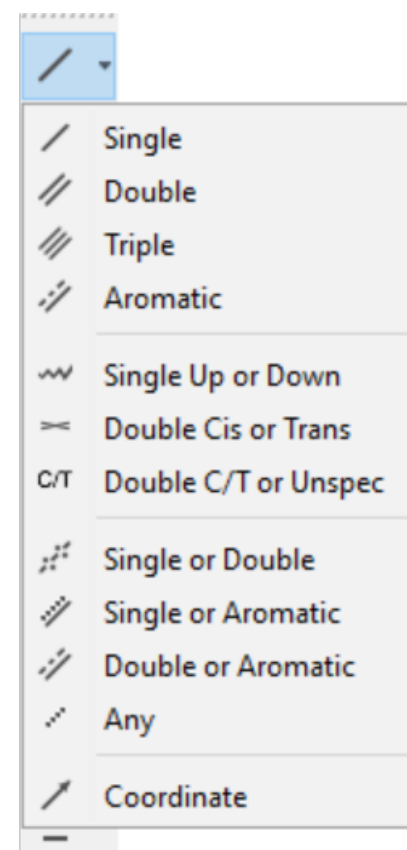 Single
Double
Triple
Aromatic
Single Up or Down
Double Cis or Trans
C/T Double C/T or Unspec
Single or Double
Single or Aromatic
Double or Aromatic
Any
Coordinate